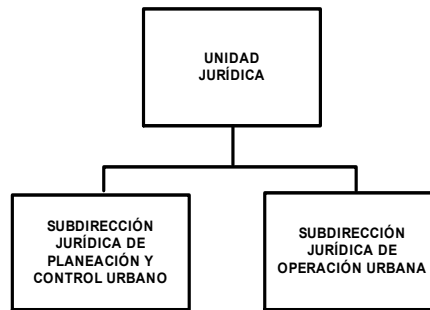 UNIDAD
JURÍDICA
SUBDIRECCIÓN
JURÍDICA DE
PLANEACIÓN Y
CONTROL URBANO
SUBDIRECCIÓN
JURÍDICA DE
OPERACIÓN URBANA